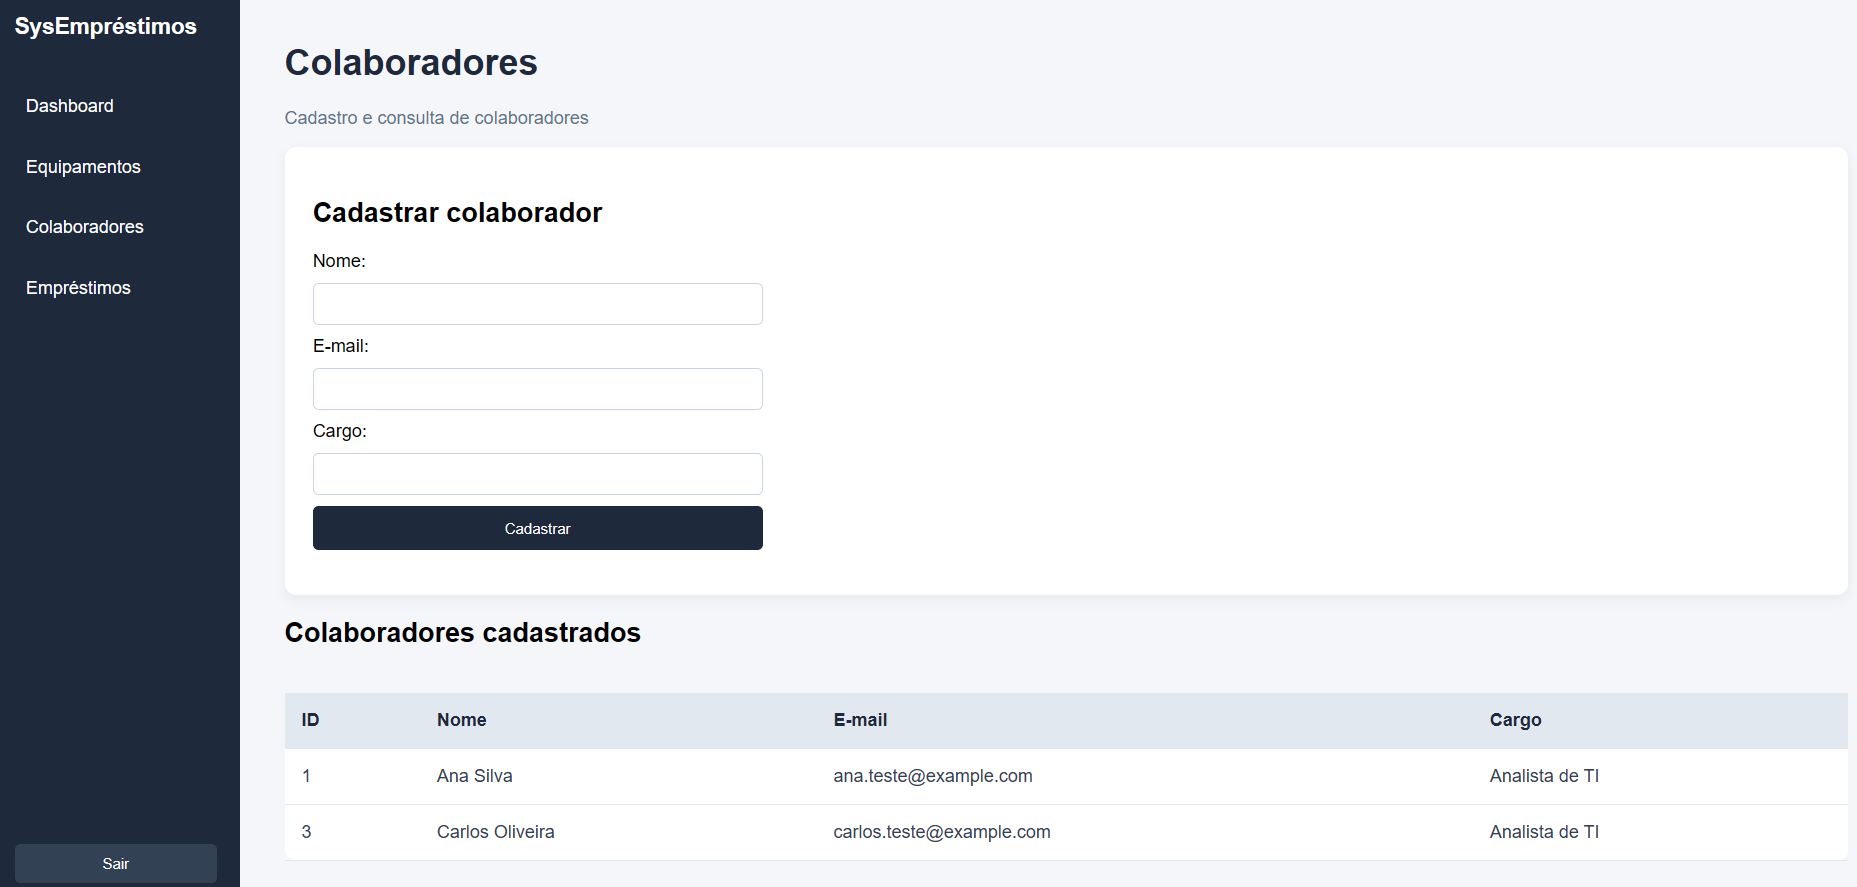 SysEmpréstimos
Dashboard
Equipamentos
Colaboradores
Empréstimos
Sair
Colaboradores
Cadastro e consulta de colaboradores
Cadastrar colaborador
Nome:
E-mail:
Cargo:
Cadastrar
Colaboradores cadastrados
ID Nome E-mail Cargo
1 Ana Silva ana.teste@example.com Analista de TI
3 Carlos Oliveira carlos.teste@example.com Analista de TI